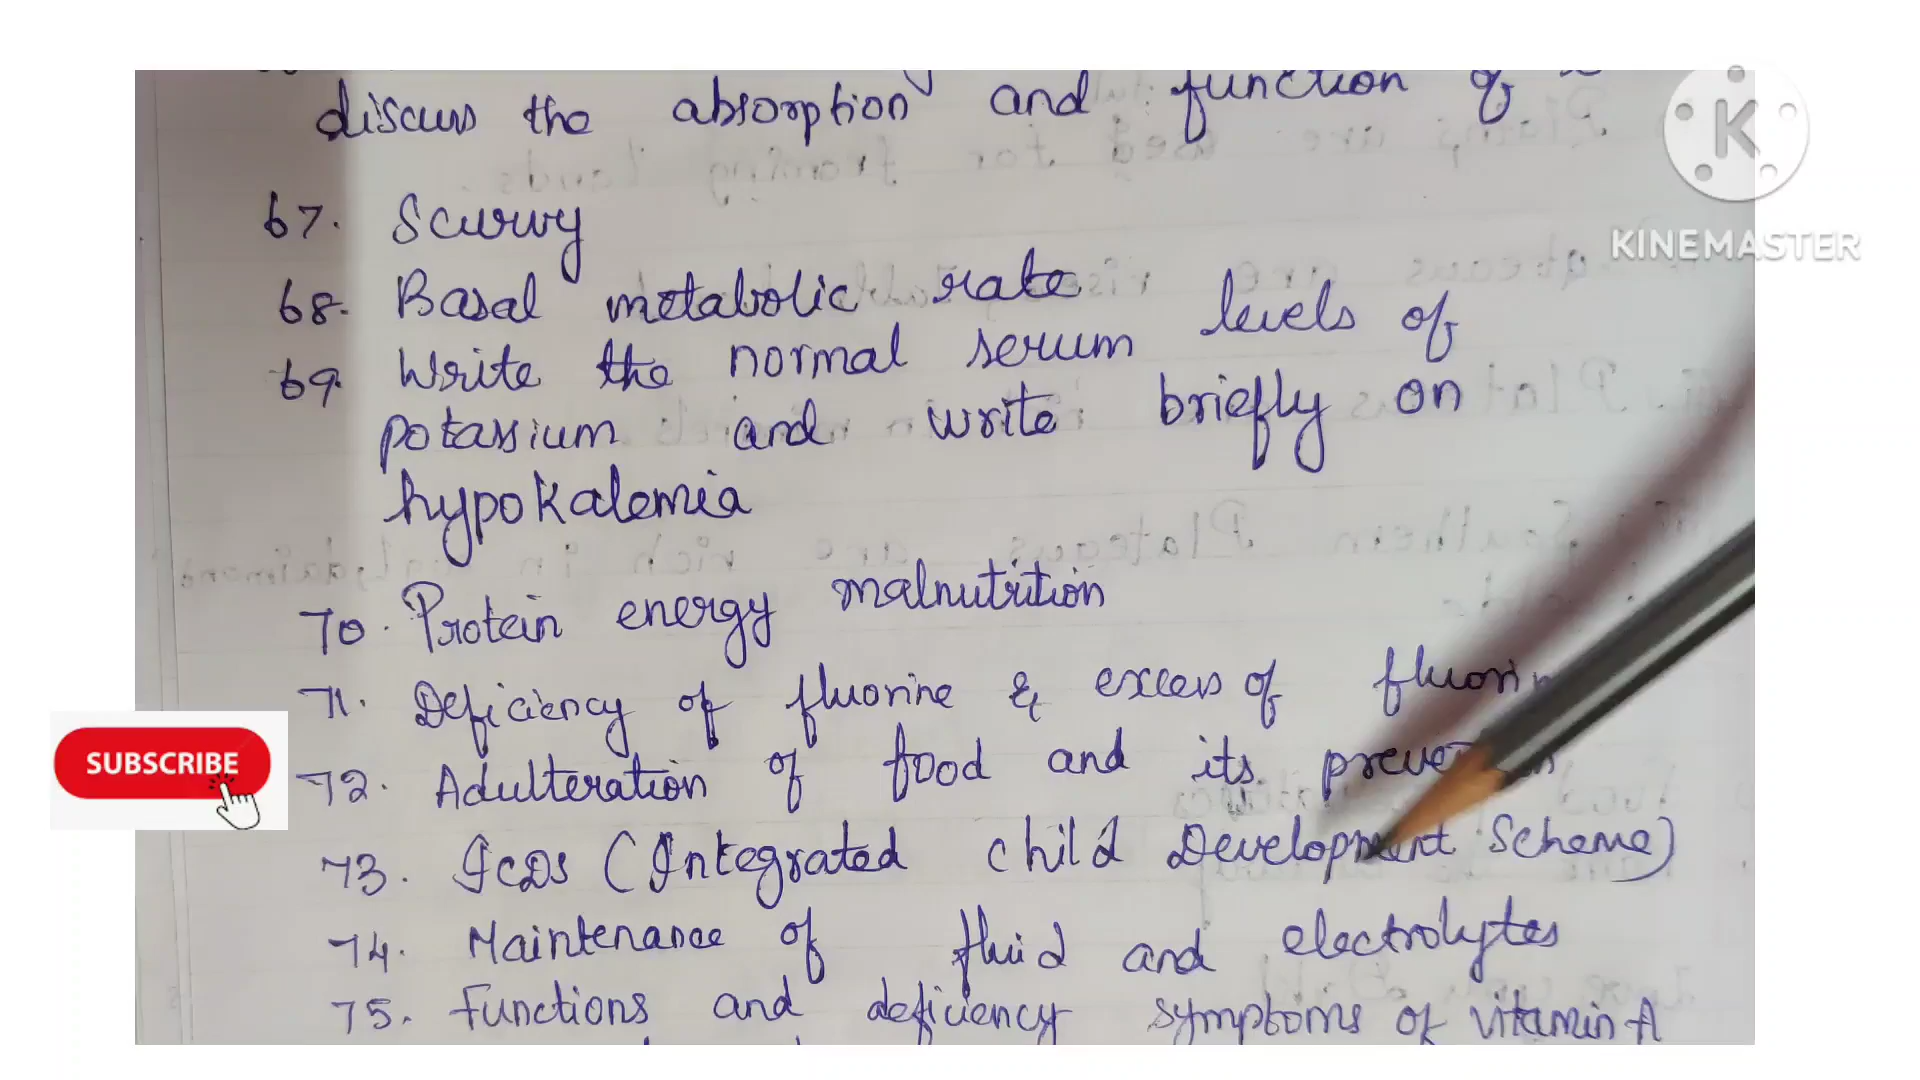 discuss the absorption and function of
67. Scurvy
68. Basal metabolic rate
69. Write the normal serum levels of
potassium and write briefly on
hypokalemia
70. Protein energy malnutrition
71. Deficiency of fluorine & excess of
72. Adulteration of food and its
73. ICDS (Integrated child Development Scheme)
74. Maintenance of fluid and electrolytes
75. Functions and deficiency symptoms of vitamin A
K
KINEMASTER
SUBSCRIBE